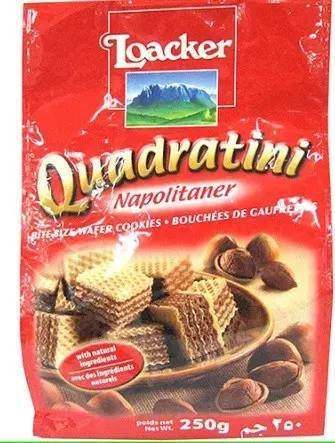 Loacker
Quadratini
Napolitaner
BITE SIZE WAFER COOKIES • BOUCHÉES DE GAUFRETTES
with natural
ingredients
avec des ingrédients
naturels
poids net
Net Wt. 250g ٢٥٠ جم